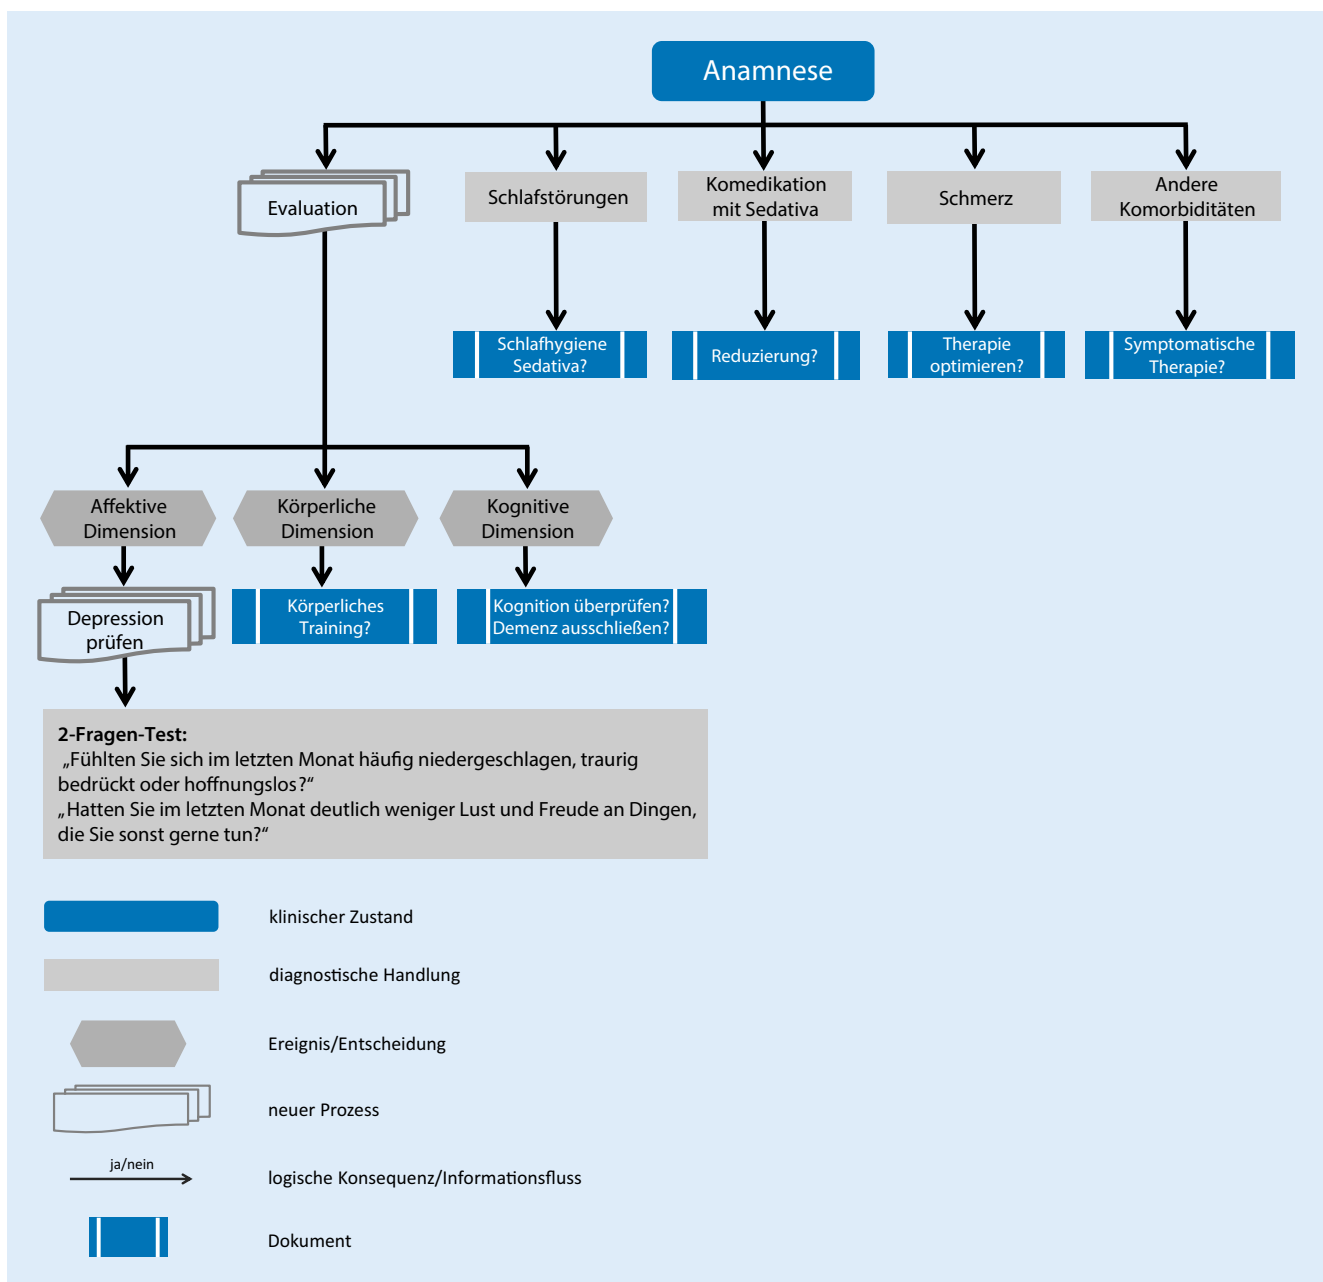 Anamnese
Evaluation
Schlafstörungen
Komedikation
mit Sedativa
Schmerz
Andere
Komorbiditäten
Schlafhygiene
Sedativa?
Reduzierung?
Therapie
optimieren?
Symptomatische
Therapie?
Affektive
Dimension
Körperliche
Dimension
Kognitive
Dimension
Depression
prüfen
Körperliches
Training?
Kognition überprüfen?
Demenz ausschließen?
2-Fragen-Test:
„Fühlten Sie sich im letzten Monat häufig niedergeschlagen, traurig
bedrückt oder hoffnungslos?“
„Hatten Sie im letzten Monat deutlich weniger Lust und Freude an Dingen,
die Sie sonst gerne tun?“
klinischer Zustand
diagnostische Handlung
Ereignis/Entscheidung
neuer Prozess
ja/nein
logische Konsequenz/Informationsfluss
Dokument